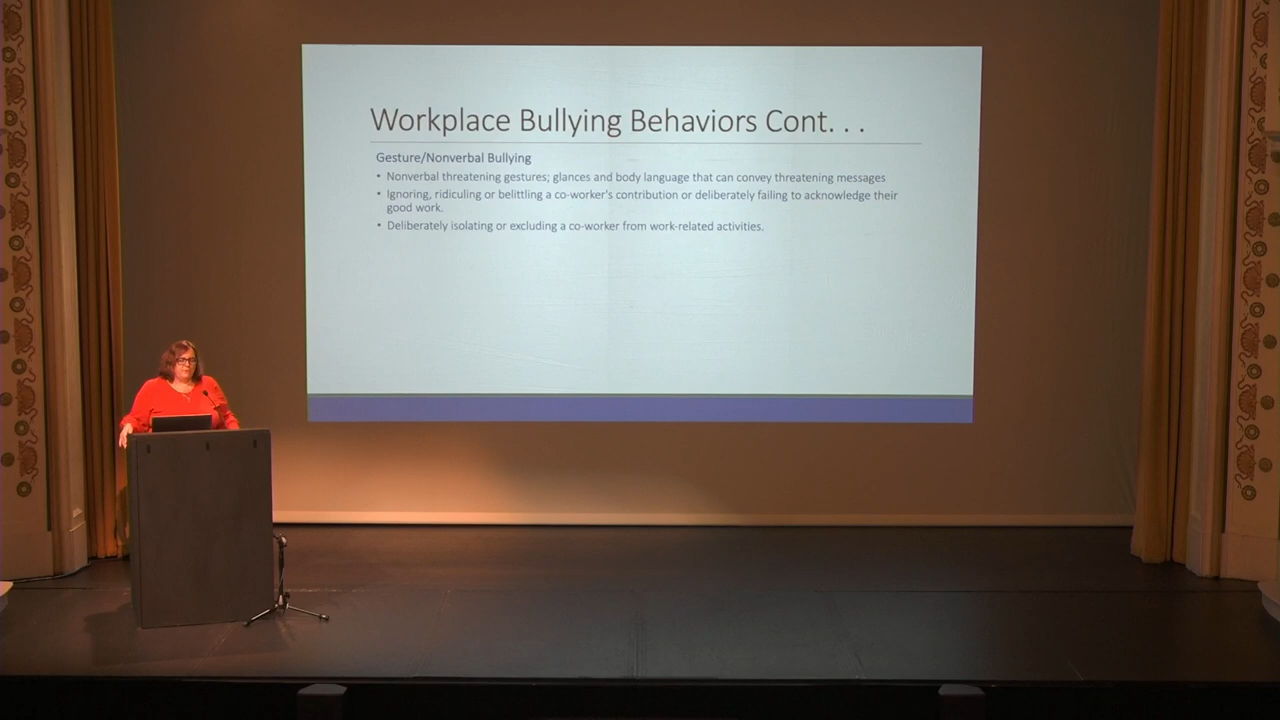 Workplace Bullying Behaviors Cont. . .
Gesture/Nonverbal Bullying
• Nonverbal threatening gestures; glances and body language that can convey threatening messages
• Ignoring, ridiculing or belittling a co-worker's contribution or deliberately failing to acknowledge their
good work.
• Deliberately isolating or excluding a co-worker from work-related activities.